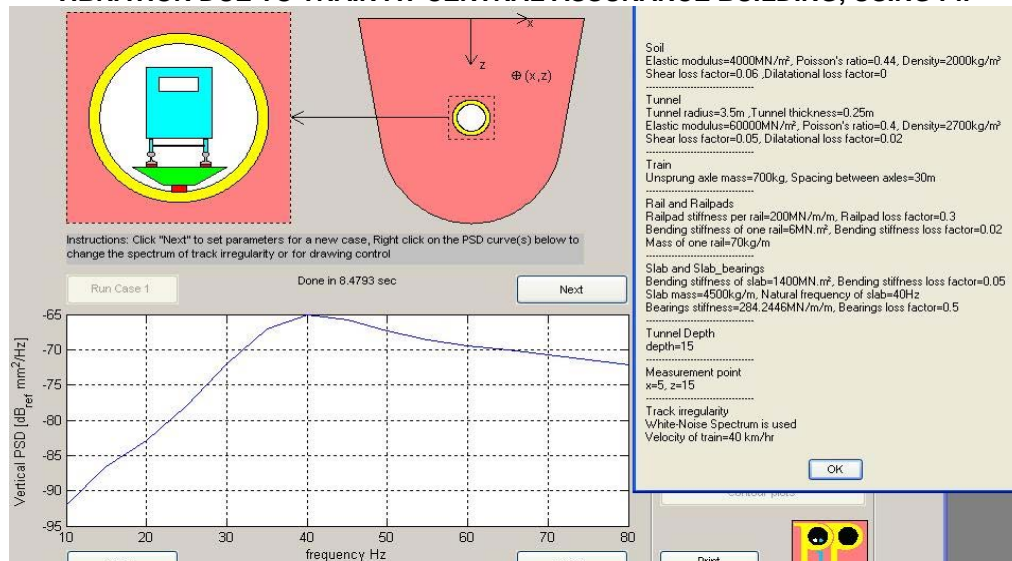 VIBRATION DUE TO TRAIN AT CENTRAL ASSURANCE BUILDING, USING PiP
x
z
⊕ (x,z)
Instructions: Click "Next" to set parameters for a new case, Right click on the PSD curve(s) below to
change the spectrum of track irregularity or for drawing control
Run Case 1
Done in 8.4793 sec
Next
-65
-70
-75
-80
-85
-90
-95
Vertical PSD [dB ref mm²/Hz]
10 20 30 40 50 60 70 80
frequency Hz
Soil
Elastic modulus=4000MN/m², Poisson's ratio=0.44, Density=2000kg/m³
Shear loss factor=0.06 ,Dilatational loss factor=0
------------------------------
Tunnel
Tunnel radius=3.5m ,Tunnel thickness=0.25m
Elastic modulus=60000MN/m², Poisson's ratio=0.4, Density=2700kg/m³
Shear loss factor=0.05, Dilatational loss factor=0.02
------------------------------
Train
Unsprung axle mass=700kg, Spacing between axles=30m
------------------------------
Rail and Railpads
Railpad stiffness per rail=200MN/m/m, Railpad loss factor=0.3
Bending stiffness of one rail=6MN.m², Bending stiffness loss factor=0.02
Mass of one rail=70kg/m
------------------------------
Slab and Slab_bearings
Bending stiffness of slab=1400MN.m², Bending stiffness loss factor=0.05
Slab mass=4500kg/m, Natural frequency of slab=40Hz
Bearings stiffness=284.2446MN/m/m, Bearings loss factor=0.5
------------------------------
Tunnel Depth
depth=15
------------------------------
Measurement point
x=5, z=15
------------------------------
Track irregularity
White-Noise Spectrum is used
Velocity of train=40 km/hr
OK
Contour plots
Print